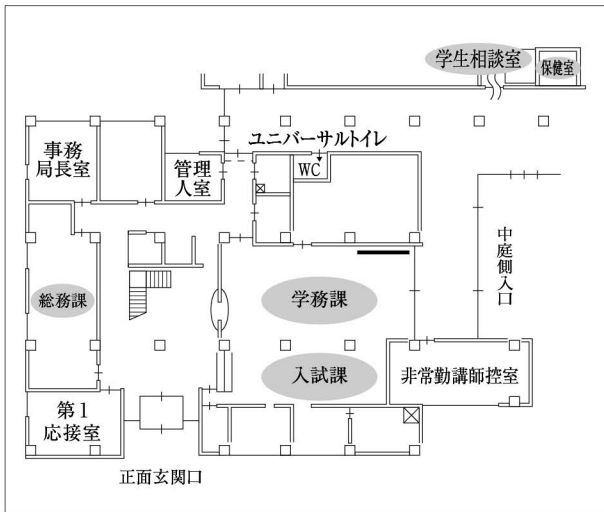 学生相談室
保健室
ユニバーサルトイレ
事務
局長室
管理
人室
WC
中庭側入口
総務課
学務課
入試課
非常勤講師控室
第1
応接室
正面玄関口